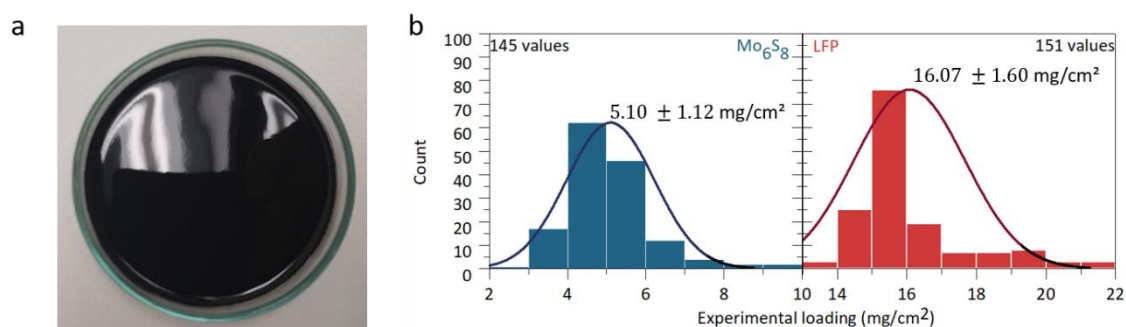 a
b
100
90
80
70
60
50
40
30
20
10
0
Count
145 values
Mo6S8
5.10 ± 1.12 mg/cm²
LFP
151 values
16.07 ± 1.60 mg/cm²
2 4 6 8 10 14 16 18 20 22
Experimental loading (mg/cm2)